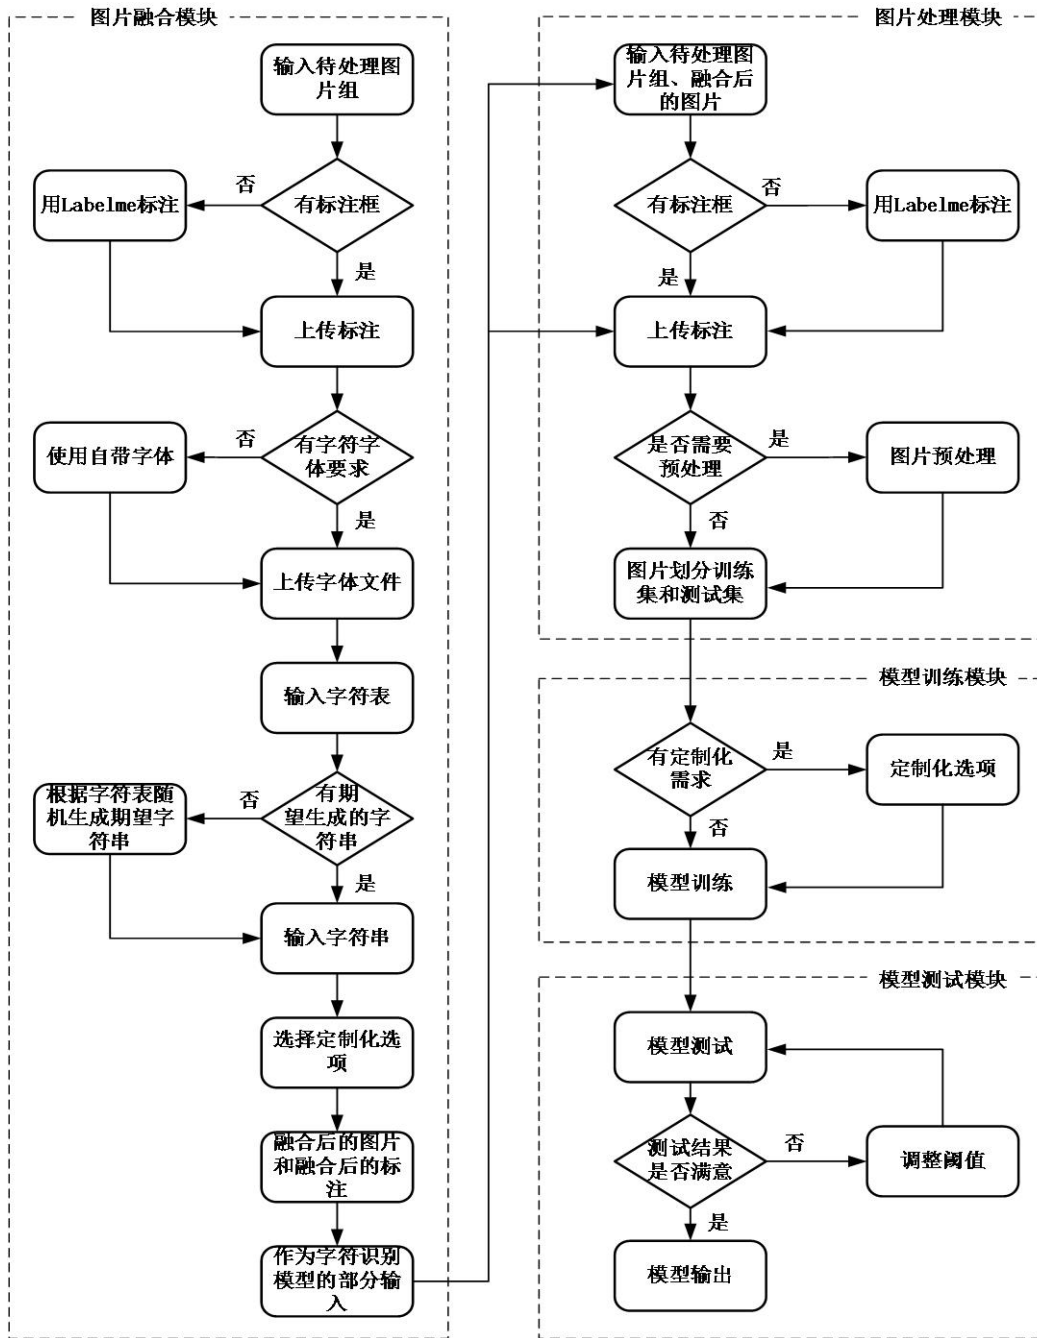 图片融合模块
输入待处理图
片组
有标注框
否
用Labelme标注
是
上传标注
有字符字
体要求
否
使用自带字体
是
上传字体文件
输入字符表
有期
望生成的字
符串
否
根据字符表随
机生成期望字
符串
是
输入字符串
选择定制化选
项
融合后的图片
和融合后的标
注
作为字符识别
模型的部分输
入
图片处理模块
输入待处理图
片组、融合后
的图片
有标注框
否
用Labelme标注
是
上传标注
是否需要
预处理
是
图片预处理
否
图片划分训练
集和测试集
模型训练模块
有定制化
需求
是
定制化选项
否
模型训练
模型测试模块
模型测试
测试结果
是否满意
否
调整阈值
是
模型输出